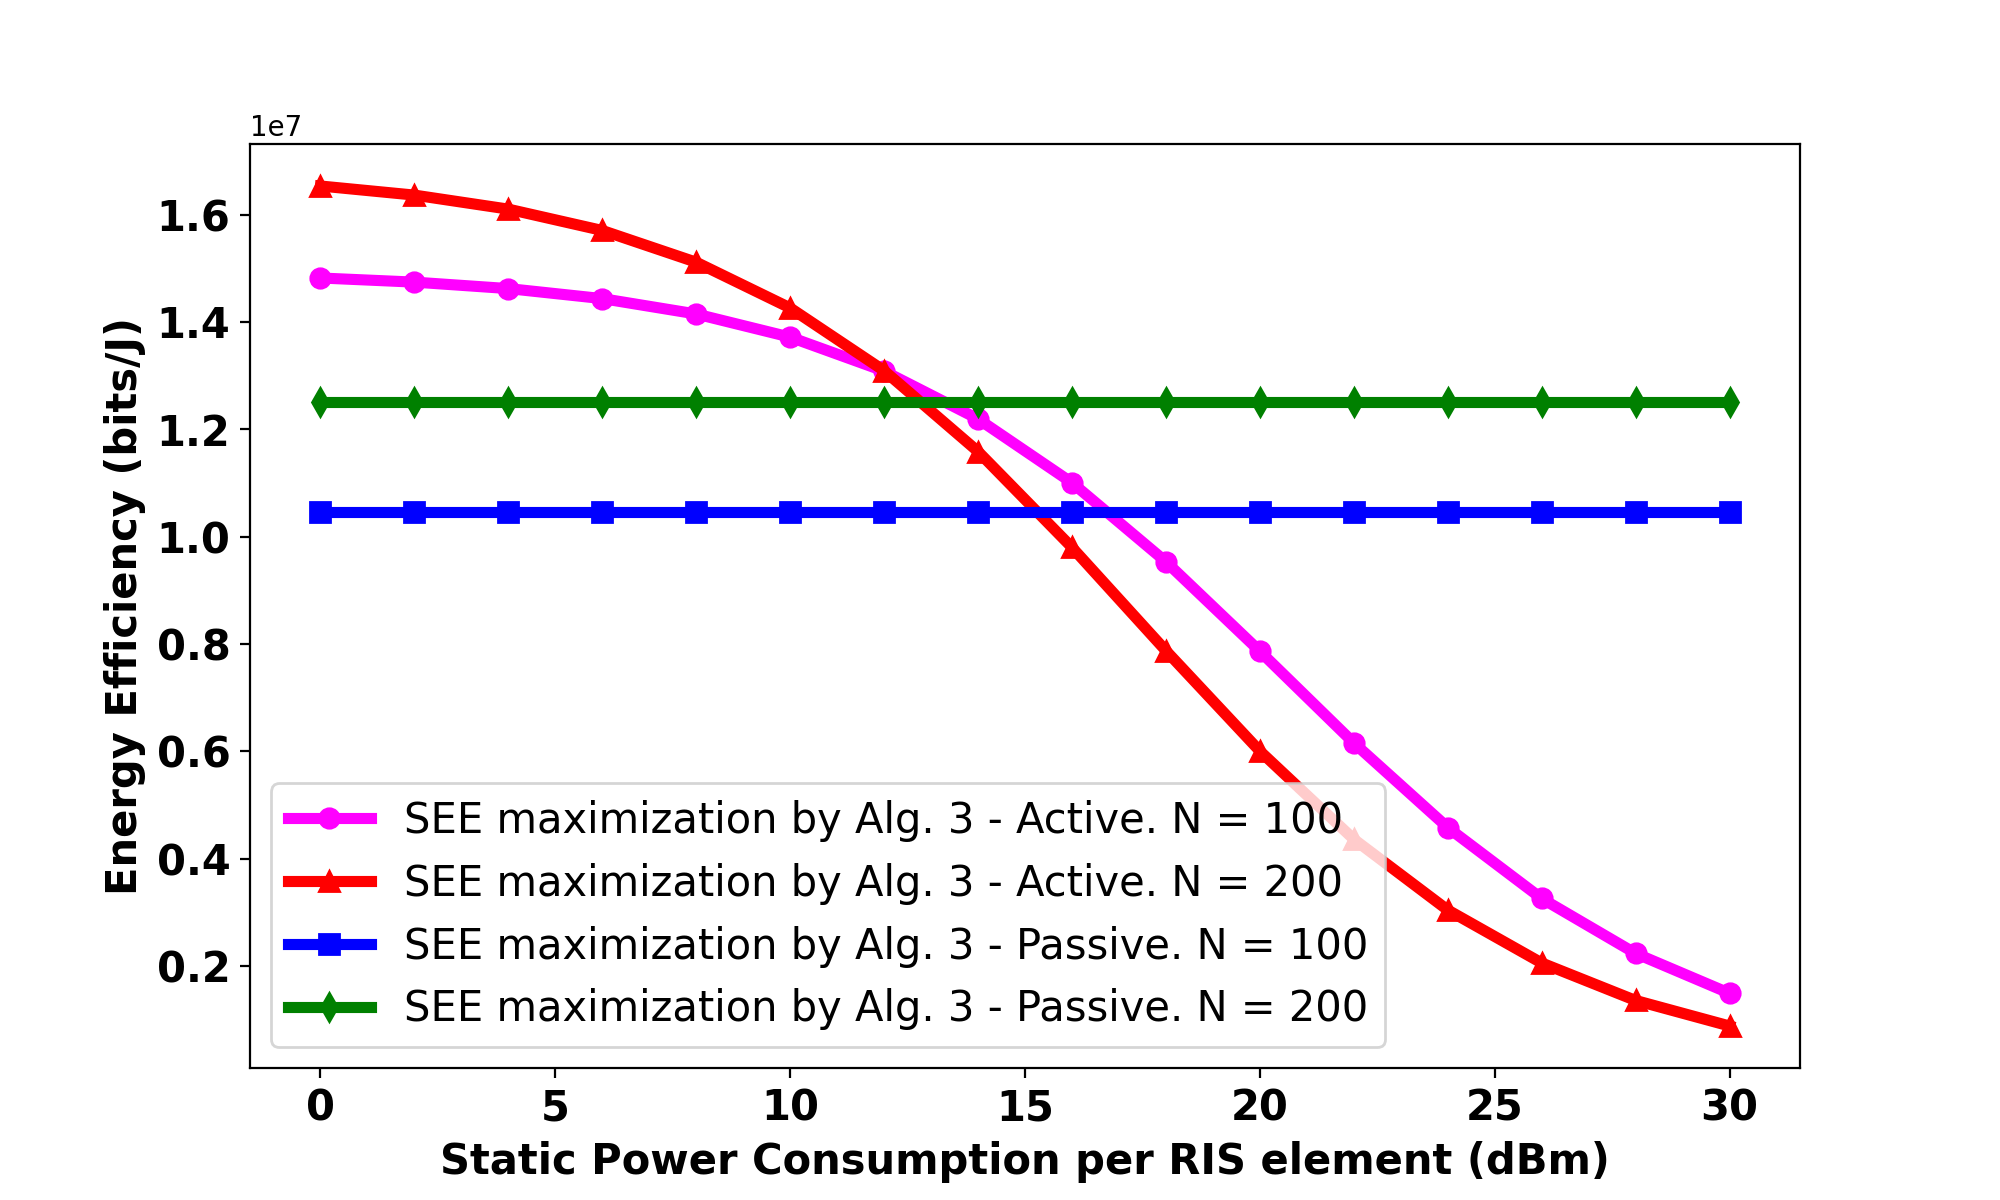 1e7
1.6
1.4
1.2
1.0
0.8
0.6
0.4
0.2
Energy Efficiency (bits/J)
SEE maximization by Alg. 3 - Active. N = 100
SEE maximization by Alg. 3 - Active. N = 200
SEE maximization by Alg. 3 - Passive. N = 100
SEE maximization by Alg. 3 - Passive. N = 200
0 5 10 15 20 25 30
Static Power Consumption per RIS element (dBm)